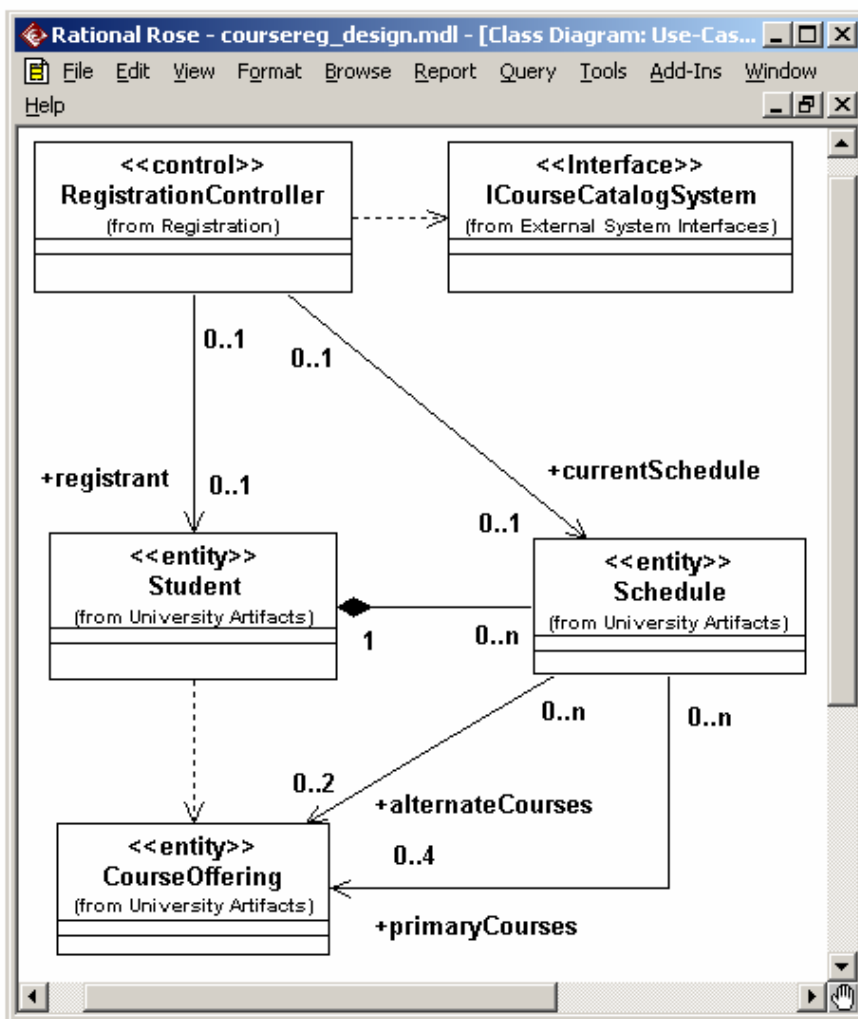 Rational Rose - coursereg_design.mdl - [Class Diagram: Use-Cas...
File Edit View Format Browse Report Query Tools Add-Ins Window
Help
<<control>>
RegistrationController
(from Registration)
<<Interface>>
ICourseCatalogSystem
(from External System Interfaces)
0..1
0..1
+registrant
0..1
+currentSchedule
0..1
<<entity>>
Student
(from University Artifacts)
<<entity>>
Schedule
(from University Artifacts)
1
0..n
0..n
0..n
0..2
+alternateCourses
<<entity>>
CourseOffering
(from University Artifacts)
0..4
+primaryCourses